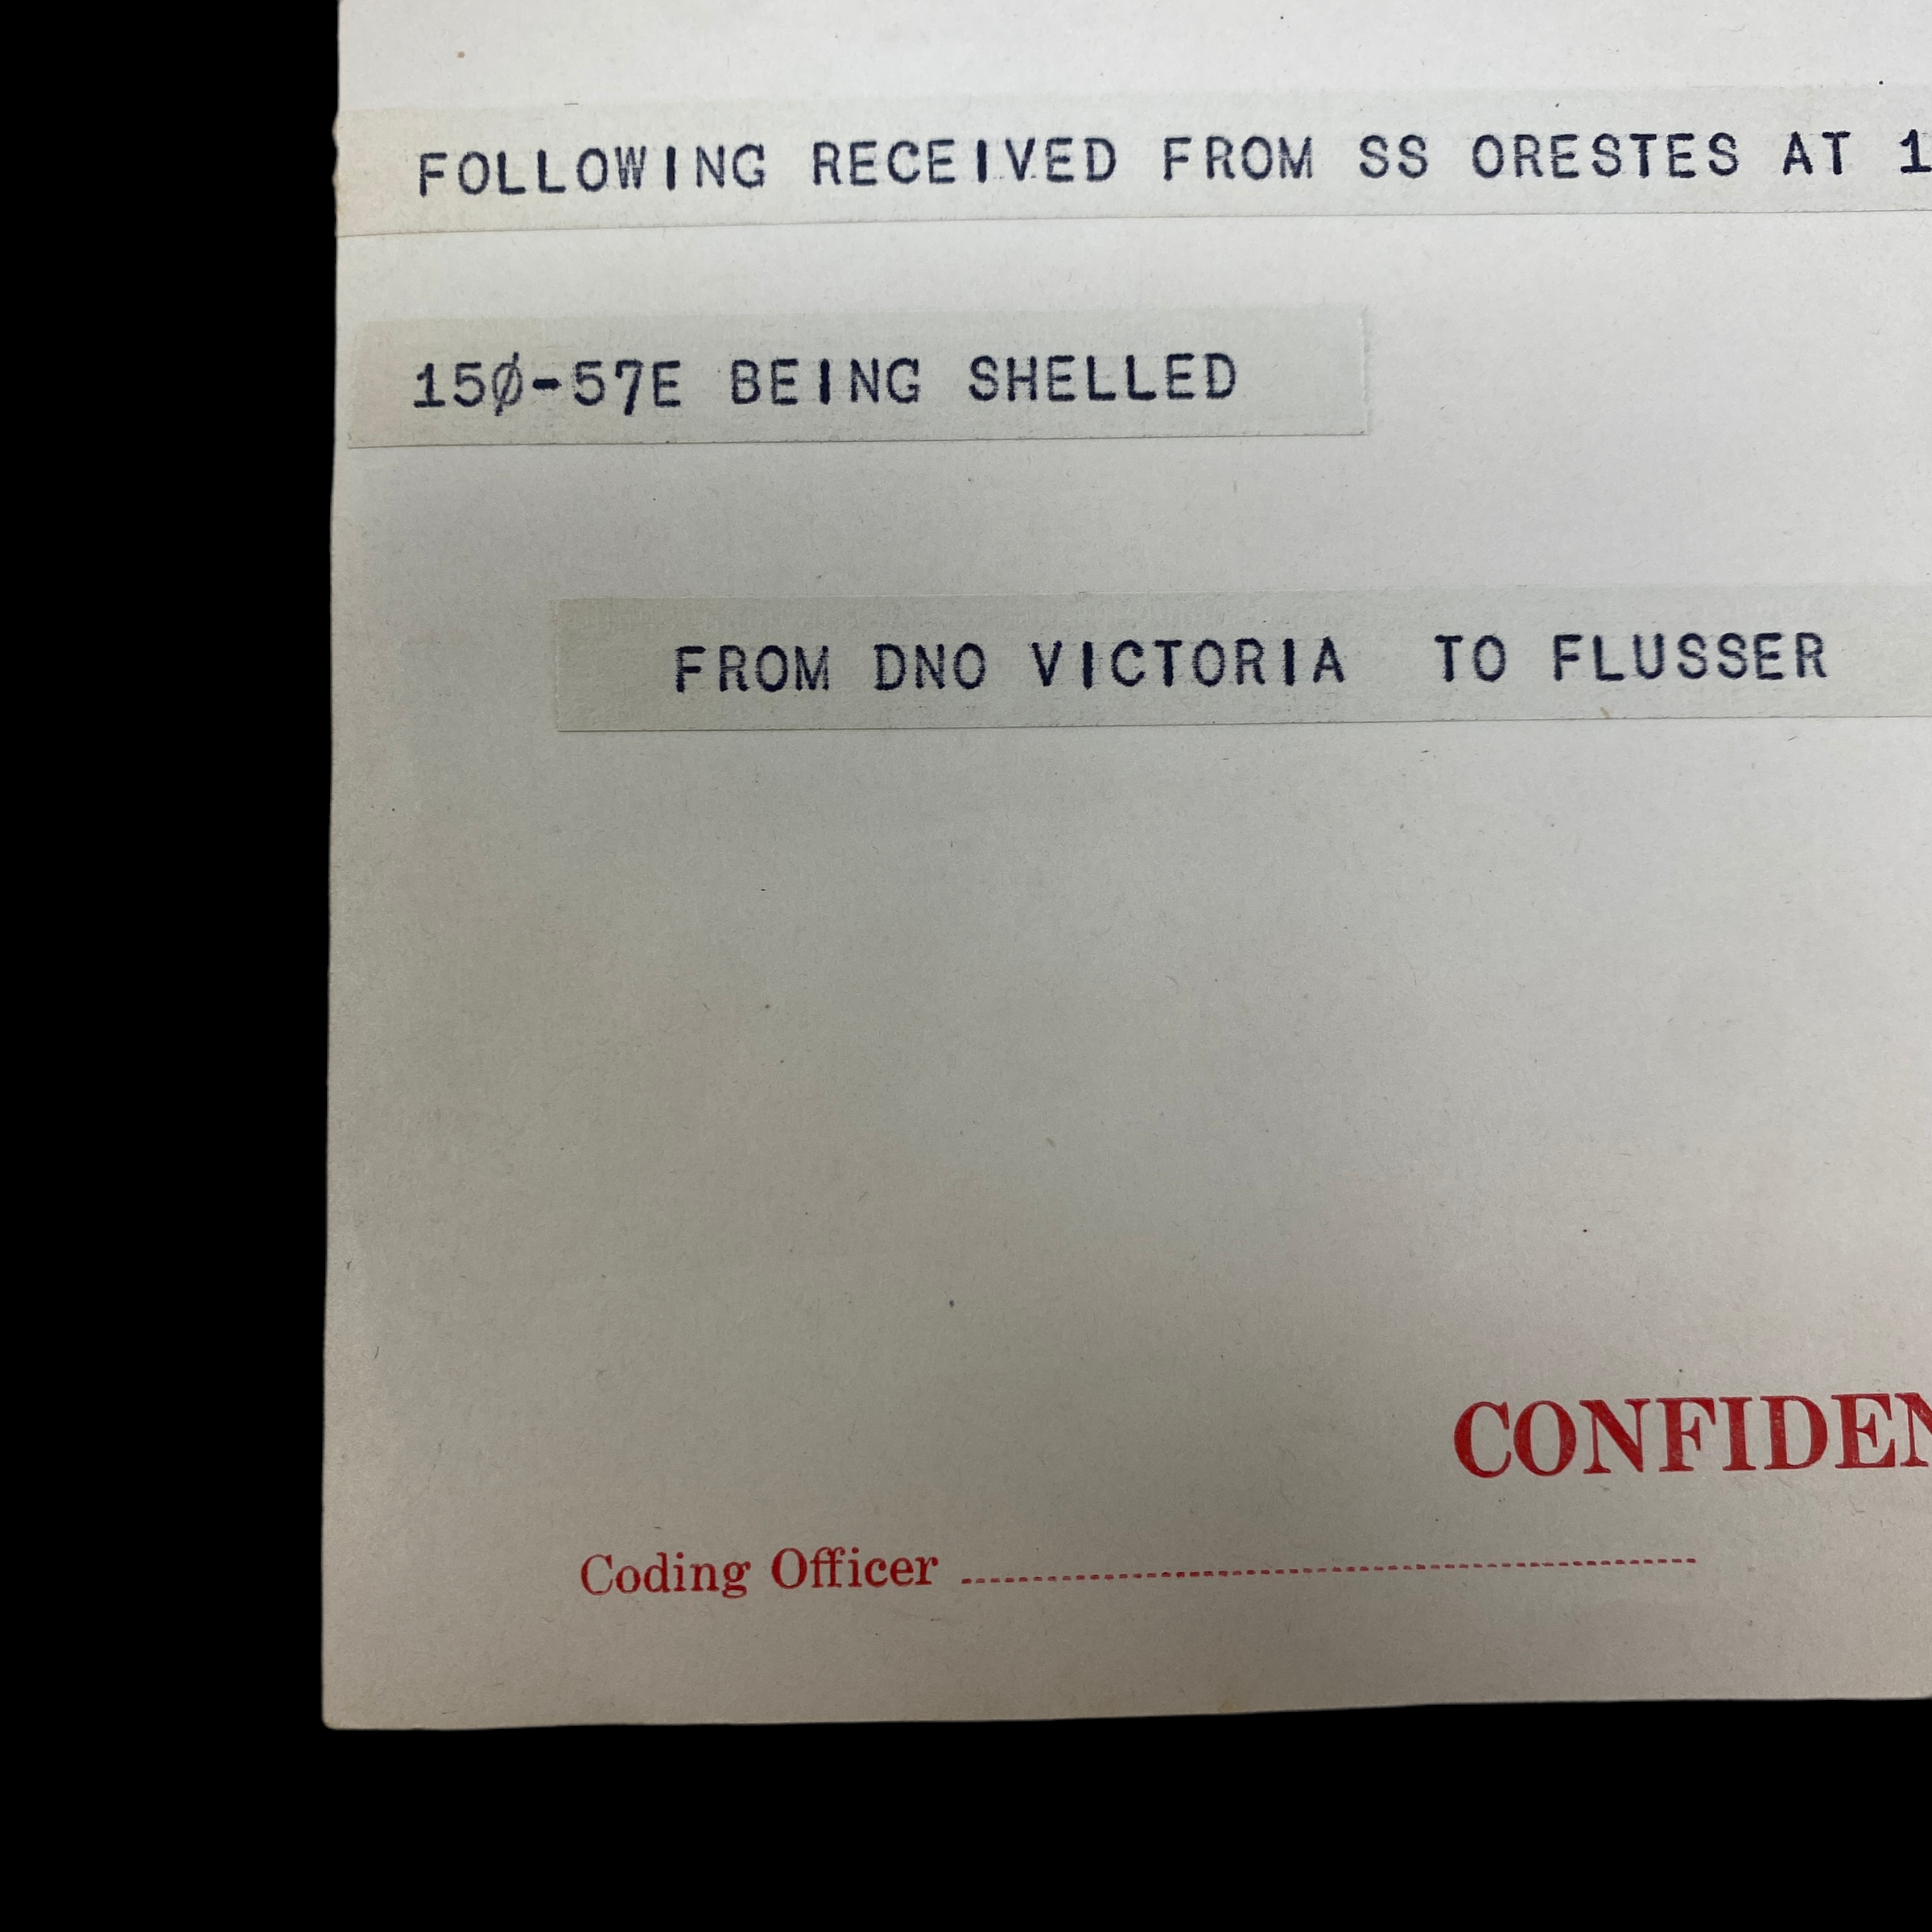 FOLLOWING RECEIVED FROM SS ORESTES AT 1
15Ø-57E BEING SHELLED
FROM DNO VICTORIA TO FLUSSER
CONFIDEN
Coding Officer